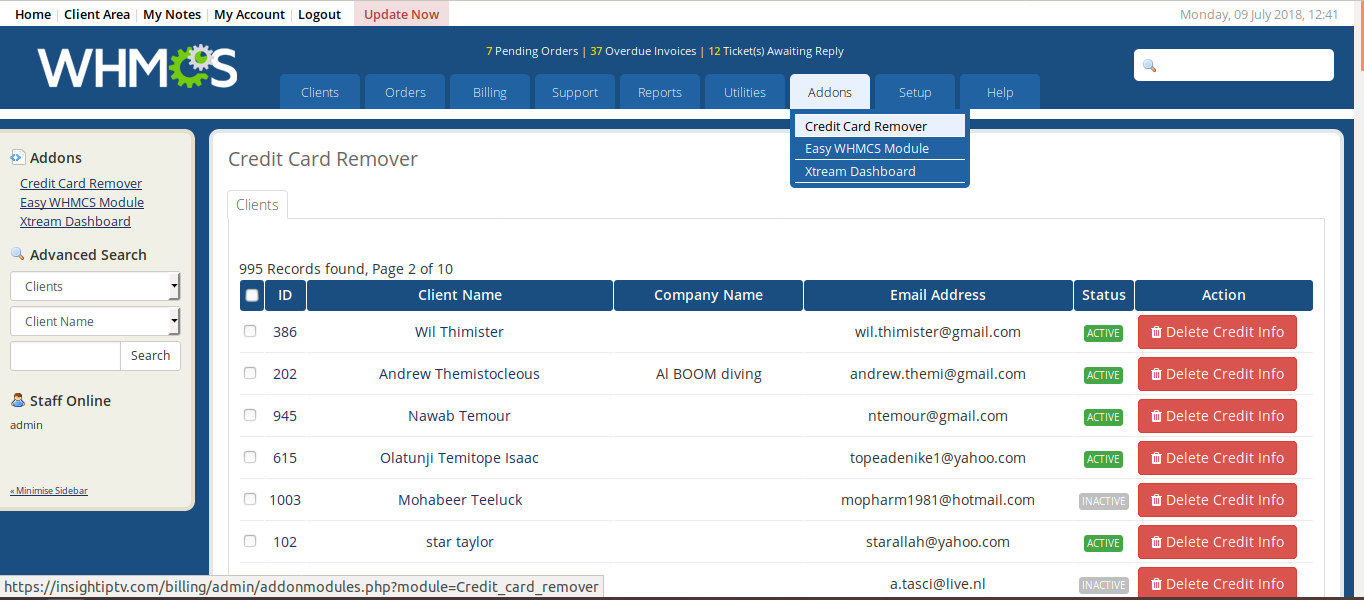 Home | Client Area | My Notes | My Account | Logout Update Now Monday, 09 July 2018, 12:41
7 Pending Orders | 37 Overdue Invoices | 12 Ticket(s) Awaiting Reply
WHMCS
Clients Orders Billing Support Reports Utilities Addons Setup Help
Credit Card Remover
Easy WHMCS Module
Xtream Dashboard
Addons
Credit Card Remover
Easy WHMCS Module
Xtream Dashboard
Advanced Search
Clients
Client Name
Search
Staff Online
admin
« Minimise Sidebar
Credit Card Remover
Clients
995 Records found, Page 2 of 10
ID Client Name Company Name Email Address Status Action
386 Wil Thimister wil.thimister@gmail.com ACTIVE Delete Credit Info
202 Andrew Themistocleous Al BOOM diving andrew.themi@gmail.com ACTIVE Delete Credit Info
945 Nawab Temour ntemour@gmail.com ACTIVE Delete Credit Info
615 Olatunji Temitope Isaac topeadenike1@yahoo.com ACTIVE Delete Credit Info
1003 Mohabeer Teeluck mopharm1981@hotmail.com INACTIVE Delete Credit Info
102 star taylor starallah@yahoo.com ACTIVE Delete Credit Info
a.tasci@live.nl INACTIVE Delete Credit Info
https://insightiptv.com/billing/admin/addonmodules.php?module=Credit_card_remover